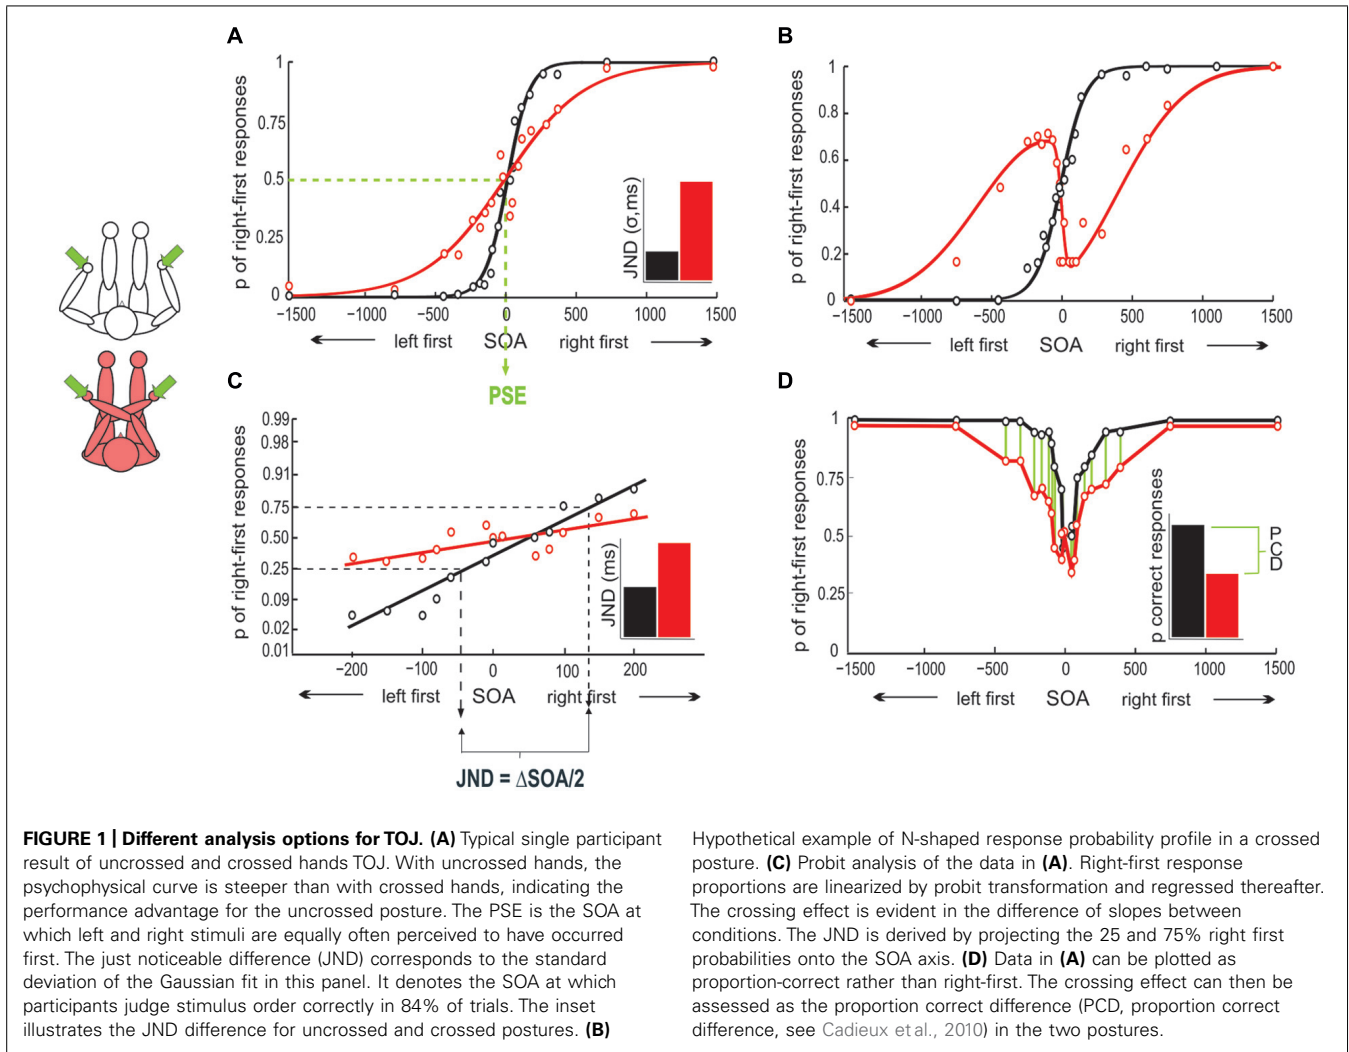 A
p of right-first responses
1
0.75
0.5
0.25
0
−1500
−1000
−500
0
500
1000
1500
left first
SOA
right first
PSE
JND (σ,ms)
B
p of right-first responses
1
0.8
0.6
0.4
0.2
0
−1500
−1000
−500
0
500
1000
1500
left first
SOA
right first
C
p of right-first responses
0.99
0.98
0.91
0.75
0.50
0.25
0.09
0.02
0.01
−200
−100
0
100
200
left first
SOA
right first
JND (ms)
JND = ΔSOA/2
D
p of right-first responses
1
0.75
0.5
0.25
0
−1500
−1000
−500
0
500
1000
1500
left first
SOA
right first
p correct responses
P
C
D
FIGURE 1 | Different analysis options for TOJ. (A) Typical single participant
result of uncrossed and crossed hands TOJ. With uncrossed hands, the
psychophysical curve is steeper than with crossed hands, indicating the
performance advantage for the uncrossed posture. The PSE is the SOA at
which left and right stimuli are equally often perceived to have occurred
first. The just noticeable difference (JND) corresponds to the standard
deviation of the Gaussian fit in this panel. It denotes the SOA at which
participants judge stimulus order correctly in 84% of trials. The inset
illustrates the JND difference for uncrossed and crossed postures. (B)
Hypothetical example of N-shaped response probability profile in a crossed
posture. (C) Probit analysis of the data in (A). Right-first response
proportions are linearized by probit transformation and regressed thereafter.
The crossing effect is evident in the difference of slopes between
conditions. The JND is derived by projecting the 25 and 75% right first
probabilities onto the SOA axis. (D) Data in (A) can be plotted as
proportion-correct rather than right-first. The crossing effect can then be
assessed as the proportion correct difference (PCD, proportion correct
difference, see Cadieux et al., 2010) in the two postures.